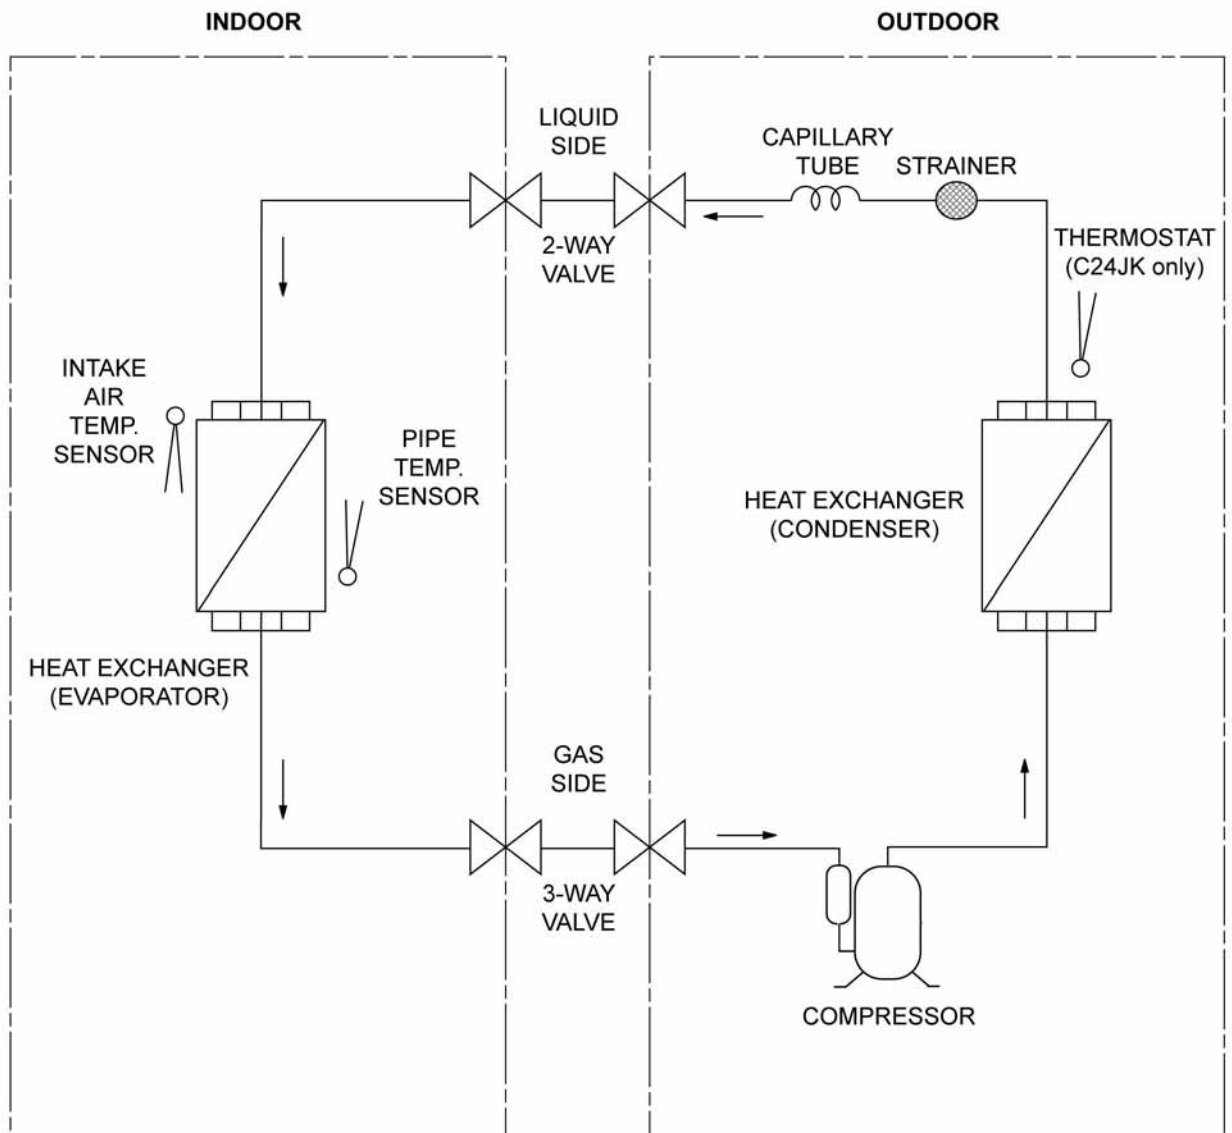 INDOOR
OUTDOOR
LIQUID
SIDE
CAPILLARY
TUBE
STRAINER
2-WAY
VALVE
THERMOSTAT
(C24JK only)
INTAKE
AIR
TEMP.
SENSOR
PIPE
TEMP.
SENSOR
HEAT EXCHANGER
(CONDENSER)
HEAT EXCHANGER
(EVAPORATOR)
GAS
SIDE
3-WAY
VALVE
COMPRESSOR